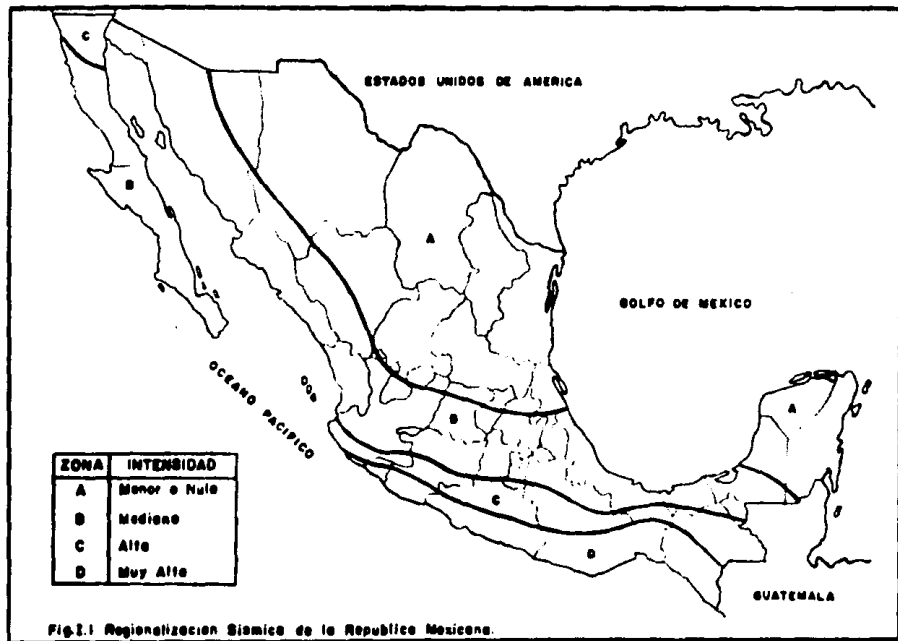 C
ESTADOS UNIDOS DE AMERICA
B
A
GOLFO DE MEXICO
OCEANO PACIFICO
A
B
ZONA INTENSIDAD
A Menor o Nula
B Mediana
C Alta
D Muy Alta
C
D
GUATEMALA
Fig.I.1 Regionalizacion Sismica de la Republica Mexicana.